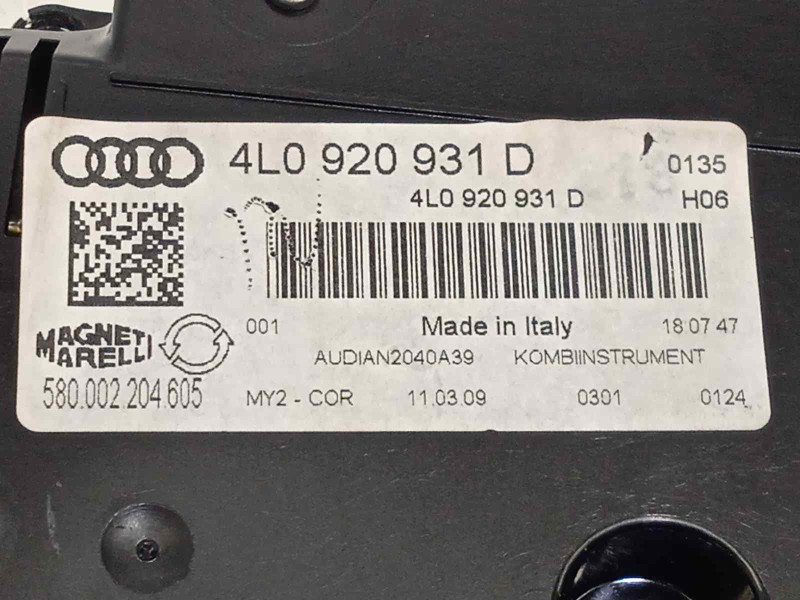 4L0 920 931 D
0135
4L0 920 931 D
H06
001
Made in Italy
18:07 47
MAGNETI
MARELLI
AUDIAN2040A39
KOMBIINSTRUMENT
580.002.204.605
MY2 - COR
11.03.09
0301
0124